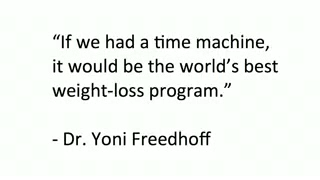 “If we had a time machine,
it would be the world’s best
weight-loss program.”
- Dr. Yoni Freedhoff